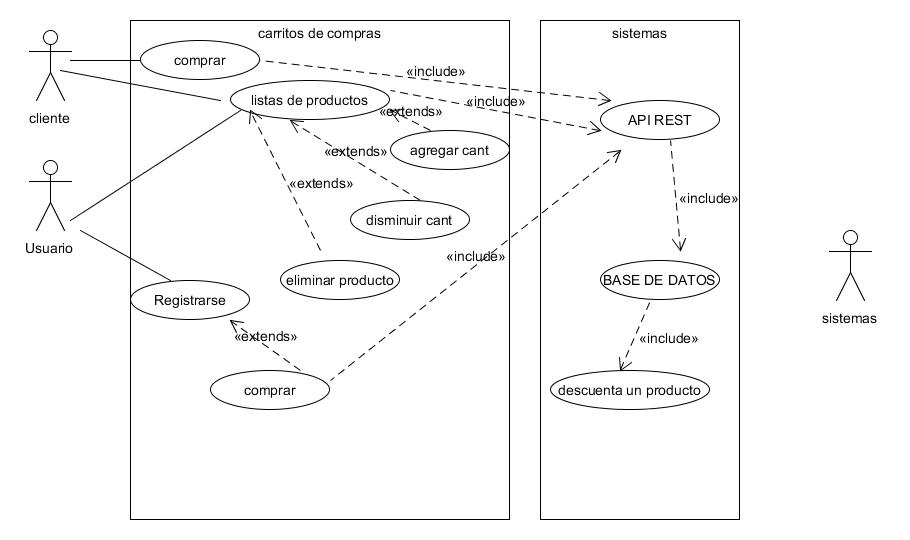 carritos de compras
sistemas
comprar
«include»
cliente
listas de productos
«include»
«extends»
API REST
agregar cant
«extends»
«extends»
«include»
disminuir cant
Usuario
«include»
eliminar producto
BASE DE DATOS
Registrarse
sistemas
«extends»
«include»
comprar
descuenta un producto